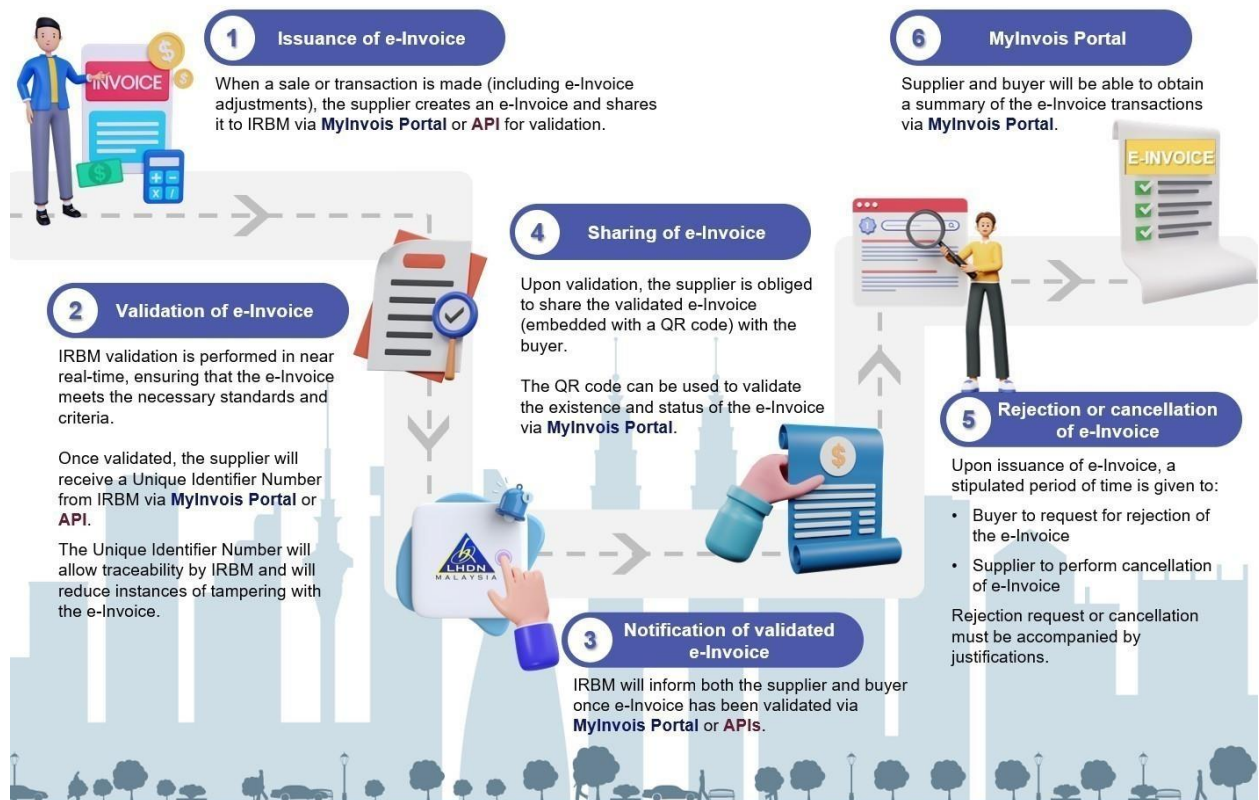 1
Issuance of e-Invoice
When a sale or transaction is made (including e-Invoice
adjustments), the supplier creates an e-Invoice and shares
it to IRBM via MyInvois Portal or API for validation.
INVOICE
2
Validation of e-Invoice
IRBM validation is performed in near
real-time, ensuring that the e-Invoice
meets the necessary standards and
criteria.
Once validated, the supplier will
receive a Unique Identifier Number
from IRBM via MyInvois Portal or
API.
The Unique Identifier Number will
allow traceability by IRBM and will
reduce instances of tampering with
the e-Invoice.
LHDN
MALAYSIA
3
Notification of validated
e-Invoice
IRBM will inform both the supplier and buyer
once e-Invoice has been validated via
MyInvois Portal or APIs.
4
Sharing of e-Invoice
Upon validation, the supplier is obliged
to share the validated e-Invoice
(embedded with a QR code) with the
buyer.
The QR code can be used to validate
the existence and status of the e-Invoice
via MyInvois Portal.
5
Rejection or cancellation
of e-Invoice
Upon issuance of e-Invoice, a
stipulated period of time is given to:
• Buyer to request for rejection of
the e-Invoice
• Supplier to perform cancellation
of e-Invoice
Rejection request or cancellation
must be accompanied by
justifications.
6
MyInvois Portal
Supplier and buyer will be able to obtain
a summary of the e-Invoice transactions
via MyInvois Portal.
E-INVOICE